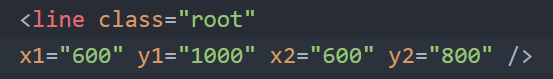 <line class="root"
x1="600" y1="1000" x2="600" y2="800" />